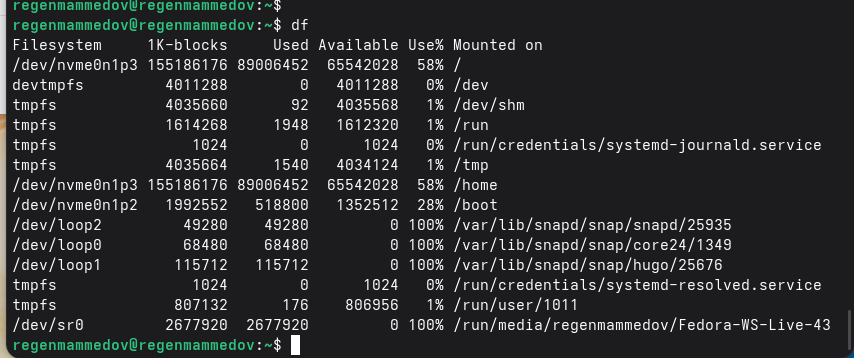 regenmammedov@regenmammedov:~$
regenmammedov@regenmammedov:~$ df
Filesystem     1K-blocks     Used Available Use% Mounted on
/dev/nvme0n1p3 155186176 89006452  65542028  58% /
devtmpfs         4011288        0   4011288   0% /dev
tmpfs            4035660       92   4035568   1% /dev/shm
tmpfs            1614268     1948   1612320   1% /run
tmpfs               1024        0      1024   0% /run/credentials/systemd-journald.service
tmpfs            4035664     1540   4034124   1% /tmp
/dev/nvme0n1p3 155186176 89006452  65542028  58% /home
/dev/nvme0n1p2   1992552   518800   1352512  28% /boot
/dev/loop2         49280    49280         0 100% /var/lib/snapd/snap/snapd/25935
/dev/loop0         68480    68480         0 100% /var/lib/snapd/snap/core24/1349
/dev/loop1        115712   115712         0 100% /var/lib/snapd/snap/hugo/25676
tmpfs               1024        0      1024   0% /run/credentials/systemd-resolved.service
tmpfs             807132      176    806956   1% /run/user/1011
/dev/sr0         2677920  2677920         0 100% /run/media/regenmammedov/Fedora-WS-Live-43
regenmammedov@regenmammedov:~$